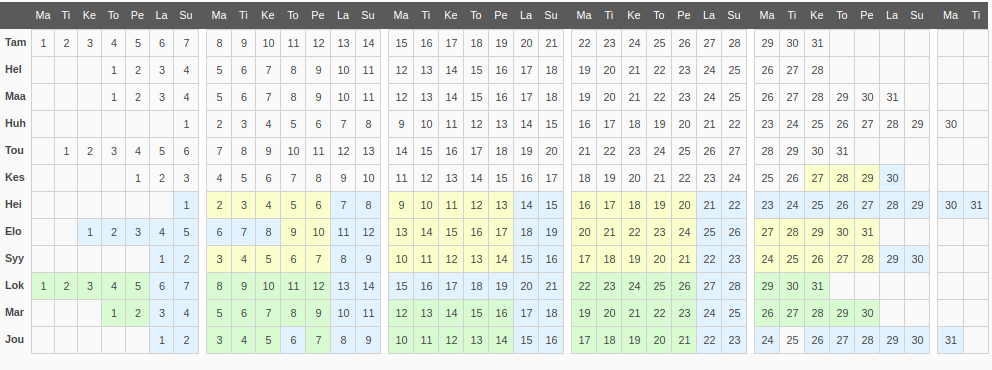 Ma Ti Ke To Pe La Su Ma Ti Ke To Pe La Su Ma Ti Ke To Pe La Su Ma Ti Ke To Pe La Su Ma Ti Ke To Pe La Su Ma Ti
Tam 1 2 3 4 5 6 7 8 9 10 11 12 13 14 15 16 17 18 19 20 21 22 23 24 25 26 27 28 29 30 31
Hel 1 2 3 4 5 6 7 8 9 10 11 12 13 14 15 16 17 18 19 20 21 22 23 24 25 26 27 28
Maa 1 2 3 4 5 6 7 8 9 10 11 12 13 14 15 16 17 18 19 20 21 22 23 24 25 26 27 28 29 30 31
Huh 1 2 3 4 5 6 7 8 9 10 11 12 13 14 15 16 17 18 19 20 21 22 23 24 25 26 27 28 29 30
Tou 1 2 3 4 5 6 7 8 9 10 11 12 13 14 15 16 17 18 19 20 21 22 23 24 25 26 27 28 29 30 31
Kes 1 2 3 4 5 6 7 8 9 10 11 12 13 14 15 16 17 18 19 20 21 22 23 24 25 26 27 28 29 30
Hei 1 2 3 4 5 6 7 8 9 10 11 12 13 14 15 16 17 18 19 20 21 22 23 24 25 26 27 28 29 30 31
Elo 1 2 3 4 5 6 7 8 9 10 11 12 13 14 15 16 17 18 19 20 21 22 23 24 25 26 27 28 29 30 31
Syy 1 2 3 4 5 6 7 8 9 10 11 12 13 14 15 16 17 18 19 20 21 22 23 24 25 26 27 28 29 30
Lok 1 2 3 4 5 6 7 8 9 10 11 12 13 14 15 16 17 18 19 20 21 22 23 24 25 26 27 28 29 30 31
Mar 1 2 3 4 5 6 7 8 9 10 11 12 13 14 15 16 17 18 19 20 21 22 23 24 25 26 27 28 29 30
Jou 1 2 3 4 5 6 7 8 9 10 11 12 13 14 15 16 17 18 19 20 21 22 23 24 25 26 27 28 29 30 31